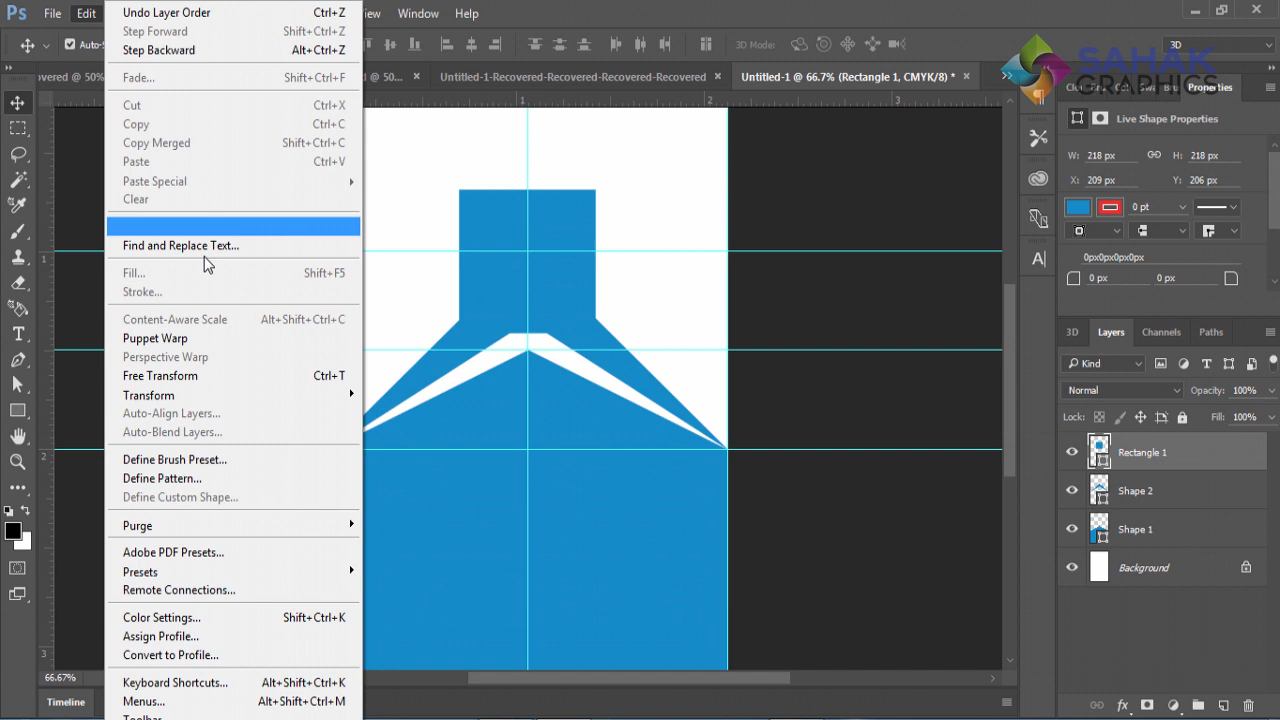 Ps File Edit View Window Help
Undo Layer Order Ctrl+Z
Step Forward Shift+Ctrl+Z
Step Backward Alt+Ctrl+Z
Fade... Shift+Ctrl+F
Cut Ctrl+X
Copy Ctrl+C
Copy Merged Shift+Ctrl+C
Paste Ctrl+V
Paste Special
Clear
Find and Replace Text...
Fill... Shift+F5
Stroke...
Content-Aware Scale Alt+Shift+Ctrl+C
Puppet Warp
Perspective Warp
Free Transform Ctrl+T
Transform
Auto-Align Layers...
Auto-Blend Layers...
Define Brush Preset...
Define Pattern...
Define Custom Shape...
Purge
Adobe PDF Presets...
Presets
Remote Connections...
Color Settings... Shift+Ctrl+K
Assign Profile...
Convert to Profile...
Keyboard Shortcuts... Alt+Shift+Ctrl+K
Menus... Alt+Shift+Ctrl+M
Toolbar...
3D Mode:
3D
SAHAK
GRAPHICS
Untitled-1-Recovered-Recovered-Recovered-Recovered
Untitled-1 @ 66.7% (Rectangle 1, CMYK/8) *
1 2 3
1
2
3
Properties
Live Shape Properties
W: 218 px H: 218 px
X: 209 px Y: 206 px
0 pt
0px0px0px0px
0 px 0 px
3D Layers Channels Paths
Kind
Normal Opacity: 100%
Lock: Fill: 100%
Rectangle 1
Shape 2
Shape 1
Background
66.67%
Timeline